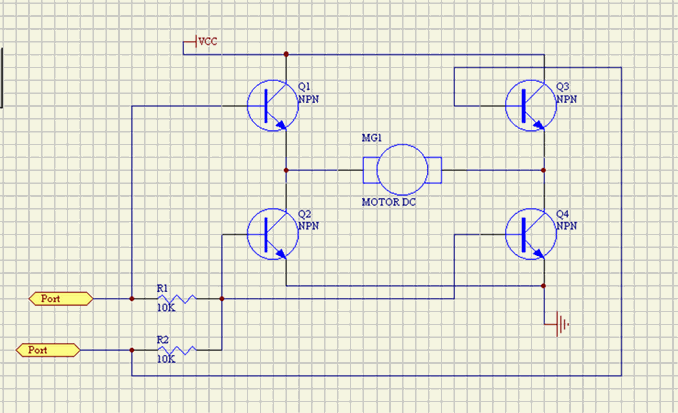 VCC
Q1
NPN
Q3
NPN
MG1
MOTOR DC
Q2
NPN
Q4
NPN
Port
R1
10K
Port
R2
10K